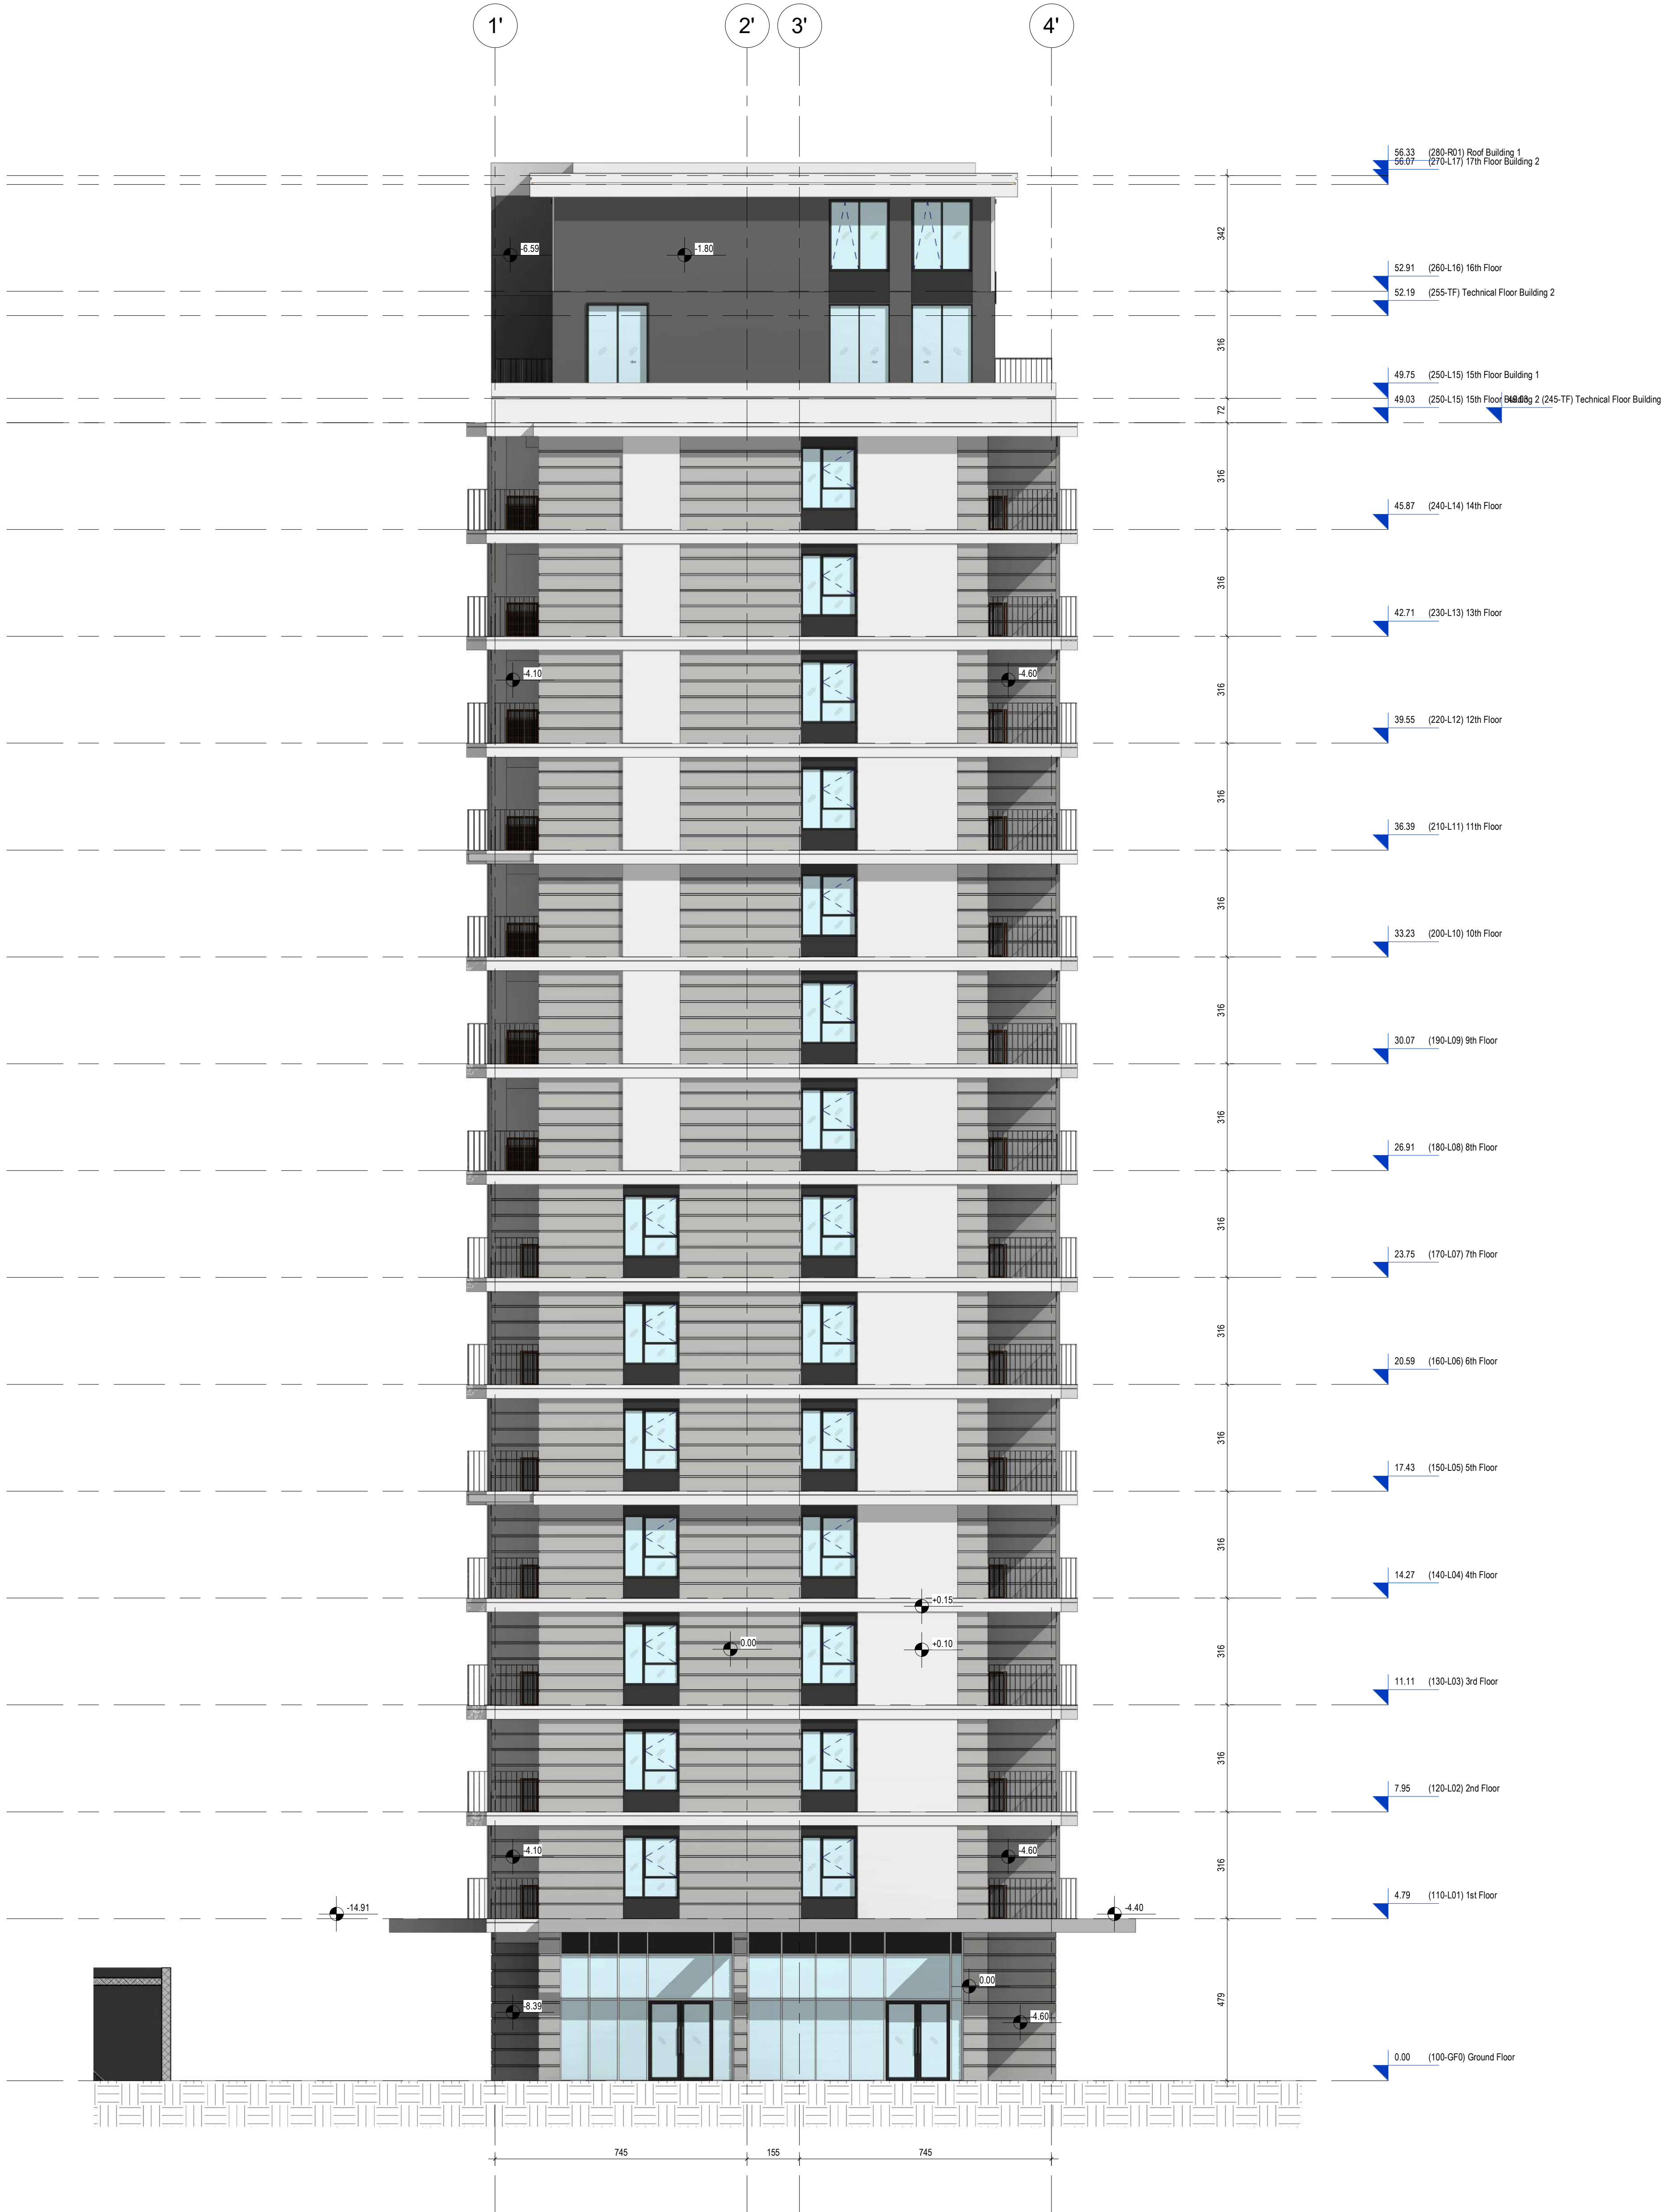 1' 2' 3' 4'
56.33 (280-R01) Roof Building 1
56.07 (270-L17) 17th Floor Building 2
342
-6.59 -1.80
52.91 (260-L16) 16th Floor
52.19 (255-TF) Technical Floor Building 2
316
49.75 (250-L15) 15th Floor Building 1
72
49.03 (250-L15) 15th Floor Building 2 49.03 (245-TF) Technical Floor Building
316
45.87 (240-L14) 14th Floor
316
42.71 (230-L13) 13th Floor
-4.10 -4.60
316
39.55 (220-L12) 12th Floor
316
36.39 (210-L11) 11th Floor
316
33.23 (200-L10) 10th Floor
316
30.07 (190-L09) 9th Floor
316
26.91 (180-L08) 8th Floor
316
23.75 (170-L07) 7th Floor
316
20.59 (160-L06) 6th Floor
316
17.43 (150-L05) 5th Floor
316
14.27 (140-L04) 4th Floor
+0.15
0.00 +0.10
316
11.11 (130-L03) 3rd Floor
316
7.95 (120-L02) 2nd Floor
-4.10 -4.60
316
4.79 (110-L01) 1st Floor
-14.91 -4.40
0.00
-8.39 -4.60
479
0.00 (100-GF0) Ground Floor
745 155 745